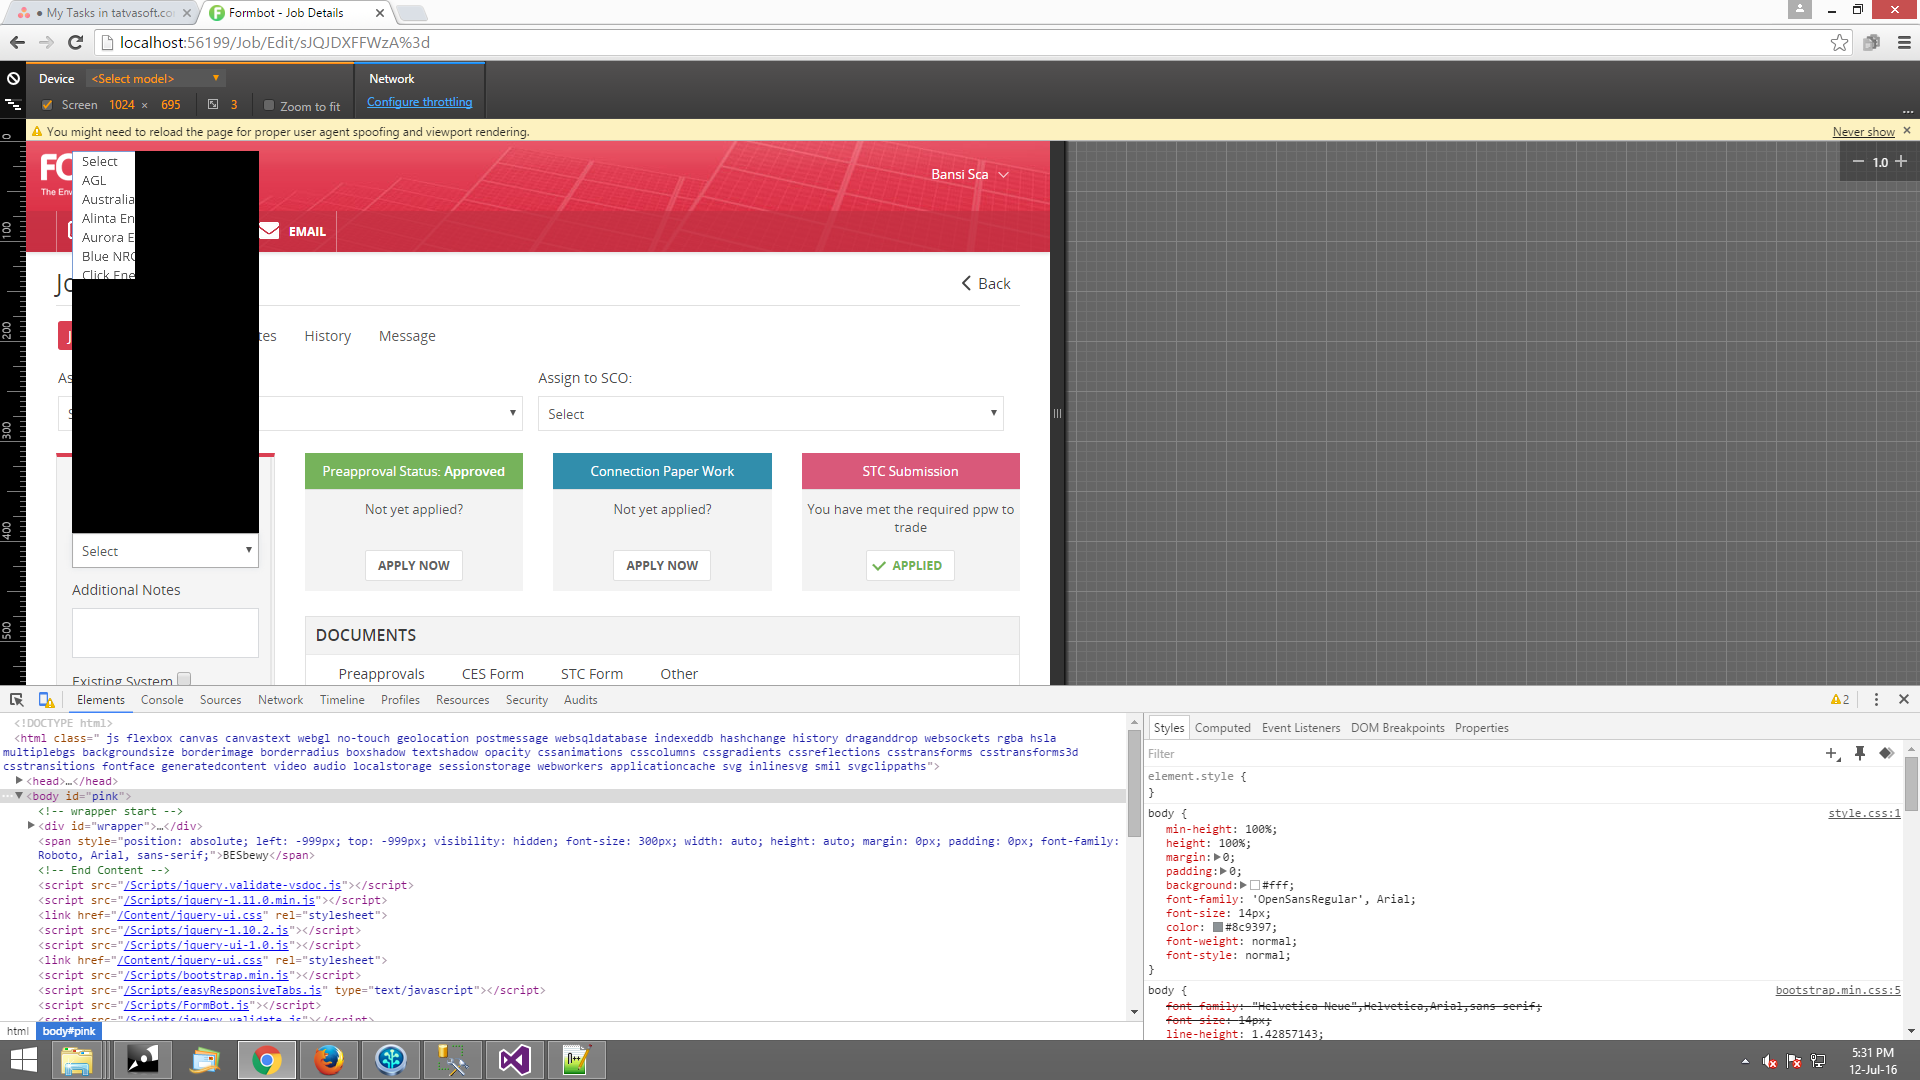 ● My Tasks in tatvasoft.co
Formbot - Job Details
localhost:56199/Job/Edit/sJQJDXFFWzA%3d
Device <Select model> Network
Screen 1024 × 695 3 Zoom to fit Configure throttling
You might need to reload the page for proper user agent spoofing and viewport rendering. Never show
0
100
200
300
400
500
1.0
FO
The Env
Bansi Sca
EMAIL
Select
AGL
Australia
Alinta En
Aurora E
Blue NRG
Click Ene
Jo
Back
J tes History Message
As Assign to SCO:
S Select
Preapproval Status: Approved
Not yet applied?
APPLY NOW
Connection Paper Work
Not yet applied?
APPLY NOW
STC Submission
You have met the required ppw to
trade
APPLIED
Select
Additional Notes
Existing System
DOCUMENTS
Preapprovals CES Form STC Form Other
Elements Console Sources Network Timeline Profiles Resources Security Audits
2
<!DOCTYPE html>
<html class=" js flexbox canvas canvastext webgl no-touch geolocation postmessage websqldatabase indexeddb hashchange history draganddrop websockets rgba hsla
multiplebgs backgroundsize borderimage borderradius boxshadow textshadow opacity cssanimations csscolumns cssgradients cssreflections csstransforms csstransforms3d
csstransitions fontface generatedcontent video audio localstorage sessionstorage webworkers applicationcache svg inlinesvg smil svgclippaths">
<head>…</head>
<body id="pink">
<!-- wrapper start -->
<div id="wrapper">…</div>
<span style="position: absolute; left: -999px; top: -999px; visibility: hidden; font-size: 300px; width: auto; height: auto; margin: 0px; padding: 0px; font-family:
Roboto, Arial, sans-serif;">BESbewy</span>
<!-- End Content -->
<script src="/Scripts/jquery.validate-vsdoc.js"></script>
<script src="/Scripts/jquery-1.11.0.min.js"></script>
<link href="/Content/jquery-ui.css" rel="stylesheet">
<script src="/Scripts/jquery-1.10.2.js"></script>
<script src="/Scripts/jquery-ui-1.0.js"></script>
<link href="/Content/jquery-ui.css" rel="stylesheet">
<script src="/Scripts/bootstrap.min.js"></script>
<script src="/Scripts/easyResponsiveTabs.js" type="text/javascript"></script>
<script src="/Scripts/FormBot.js"></script>
<script src="/Scripts/jquery.validate.js"></script>
html body#pink
Styles Computed Event Listeners DOM Breakpoints Properties
Filter
element.style {
}
body { style.css:1
min-height: 100%;
height: 100%;
margin: 0;
padding: 0;
background: #fff;
font-family: 'OpenSansRegular', Arial;
font-size: 14px;
color: #8c9397;
font-weight: normal;
font-style: normal;
}
body { bootstrap.min.css:5
font-family: "Helvetica Neue",Helvetica,Arial,sans-serif;
font-size: 14px;
line-height: 1.42857143;
5:31 PM
12-Jul-16